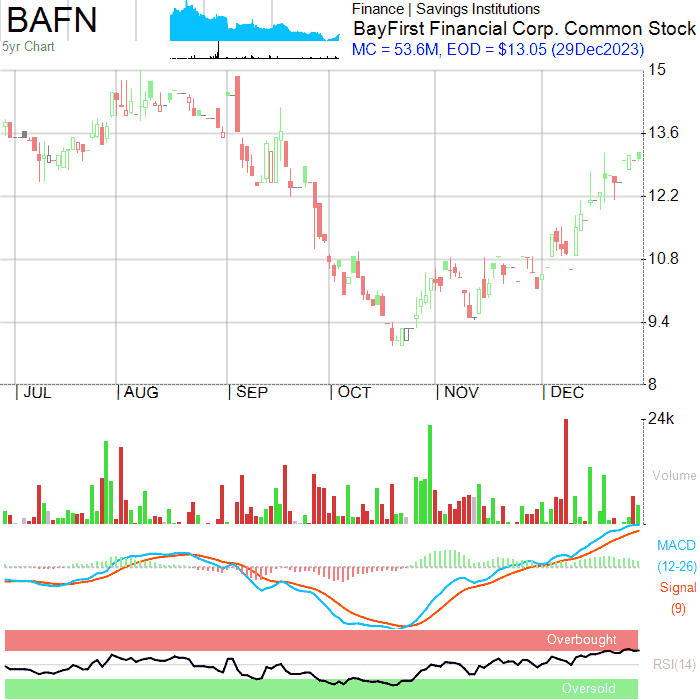 BAFN
5yr Chart
Finance | Savings Institutions
BayFirst Financial Corp. Common Stock
MC = 53.6M, EOD = $13.05 (29Dec2023)
15
13.6
12.2
10.8
9.4
8
| JUL | AUG | SEP | OCT | NOV | DEC
24k
Volume
MACD
(12-26)
Signal
(9)
Overbought
RSI(14)
Oversold